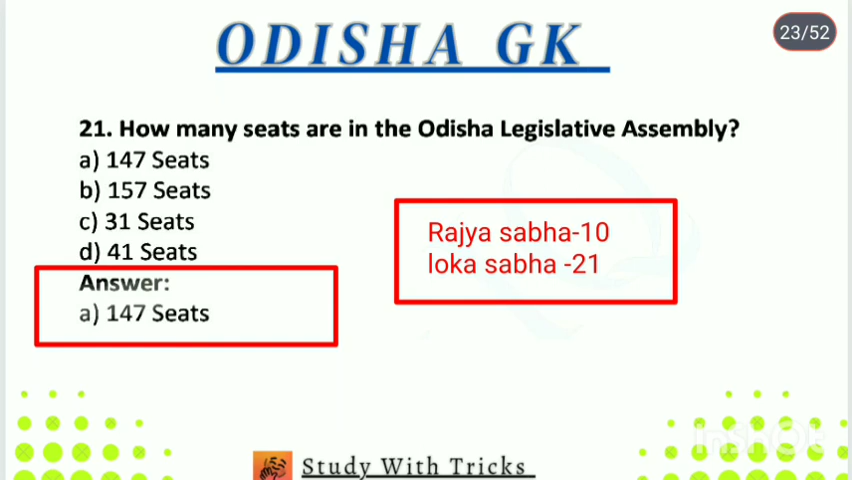 ODISHA GK
23/52
21. How many seats are in the Odisha Legislative Assembly?
a) 147 Seats
b) 157 Seats
c) 31 Seats
d) 41 Seats
Answer:
a) 147 Seats
Rajya sabha-10
loka sabha -21
InShOt
Study With Tricks